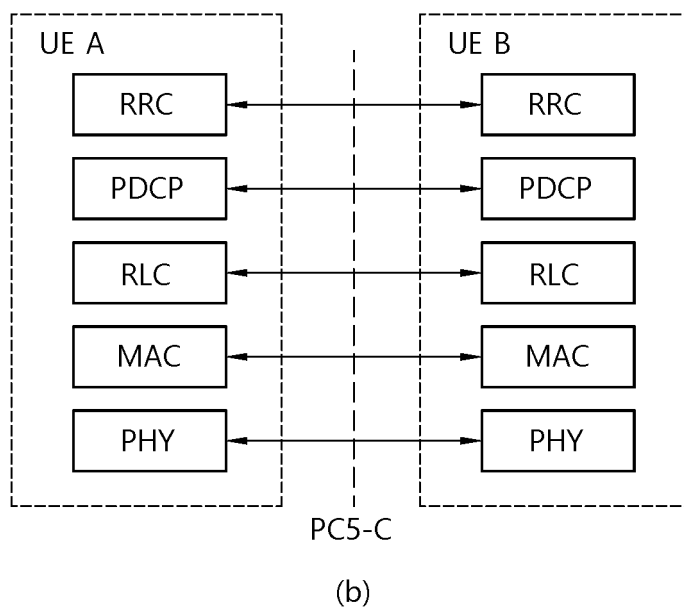 UE A
UE B
RRC
RRC
PDCP
PDCP
RLC
RLC
MAC
MAC
PHY
PHY
PC5-C
(b)